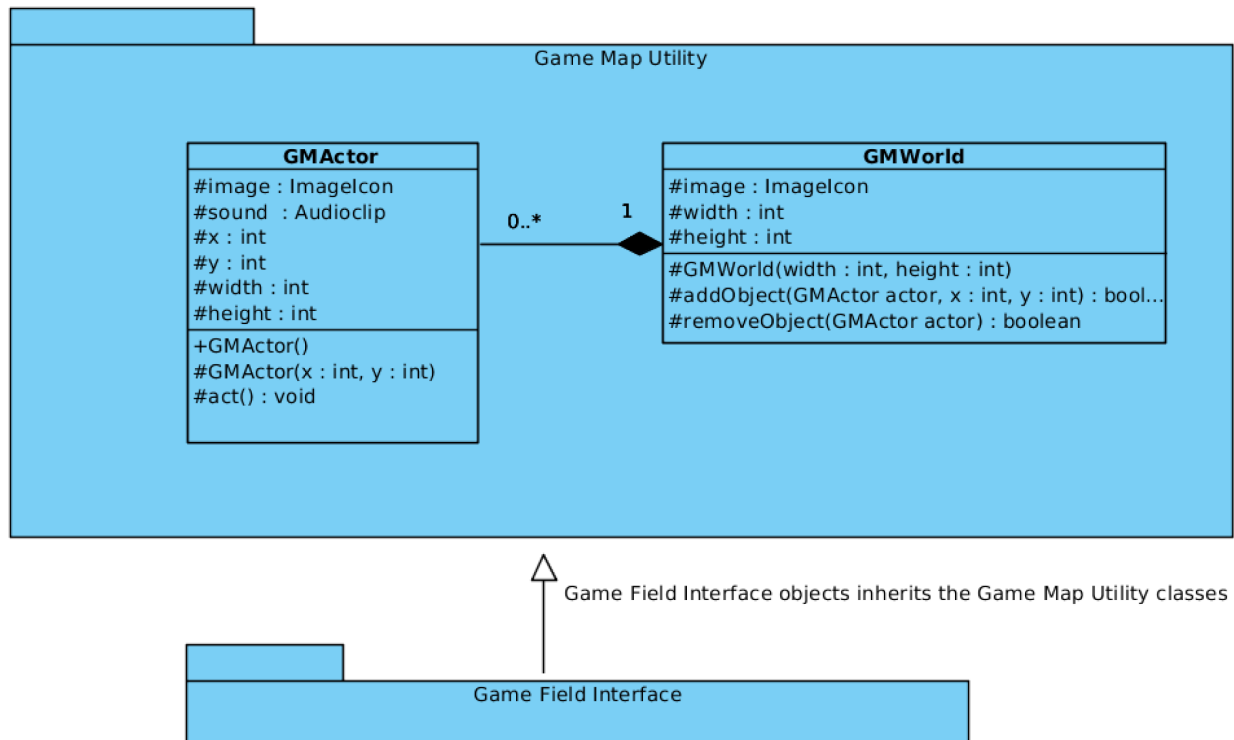 Game Map Utility
GMActor
#image : ImageIcon
#sound : Audioclip
#x : int
#y : int
#width : int
#height : int
+GMActor()
#GMActor(x : int, y : int)
#act() : void
0..*
1
GMWorld
#image : ImageIcon
#width : int
#height : int
#GMWorld(width : int, height : int)
#addObject(GMActor actor, x : int, y : int) : bool...
#removeObject(GMActor actor) : boolean
Game Field Interface objects inherits the Game Map Utility classes
Game Field Interface